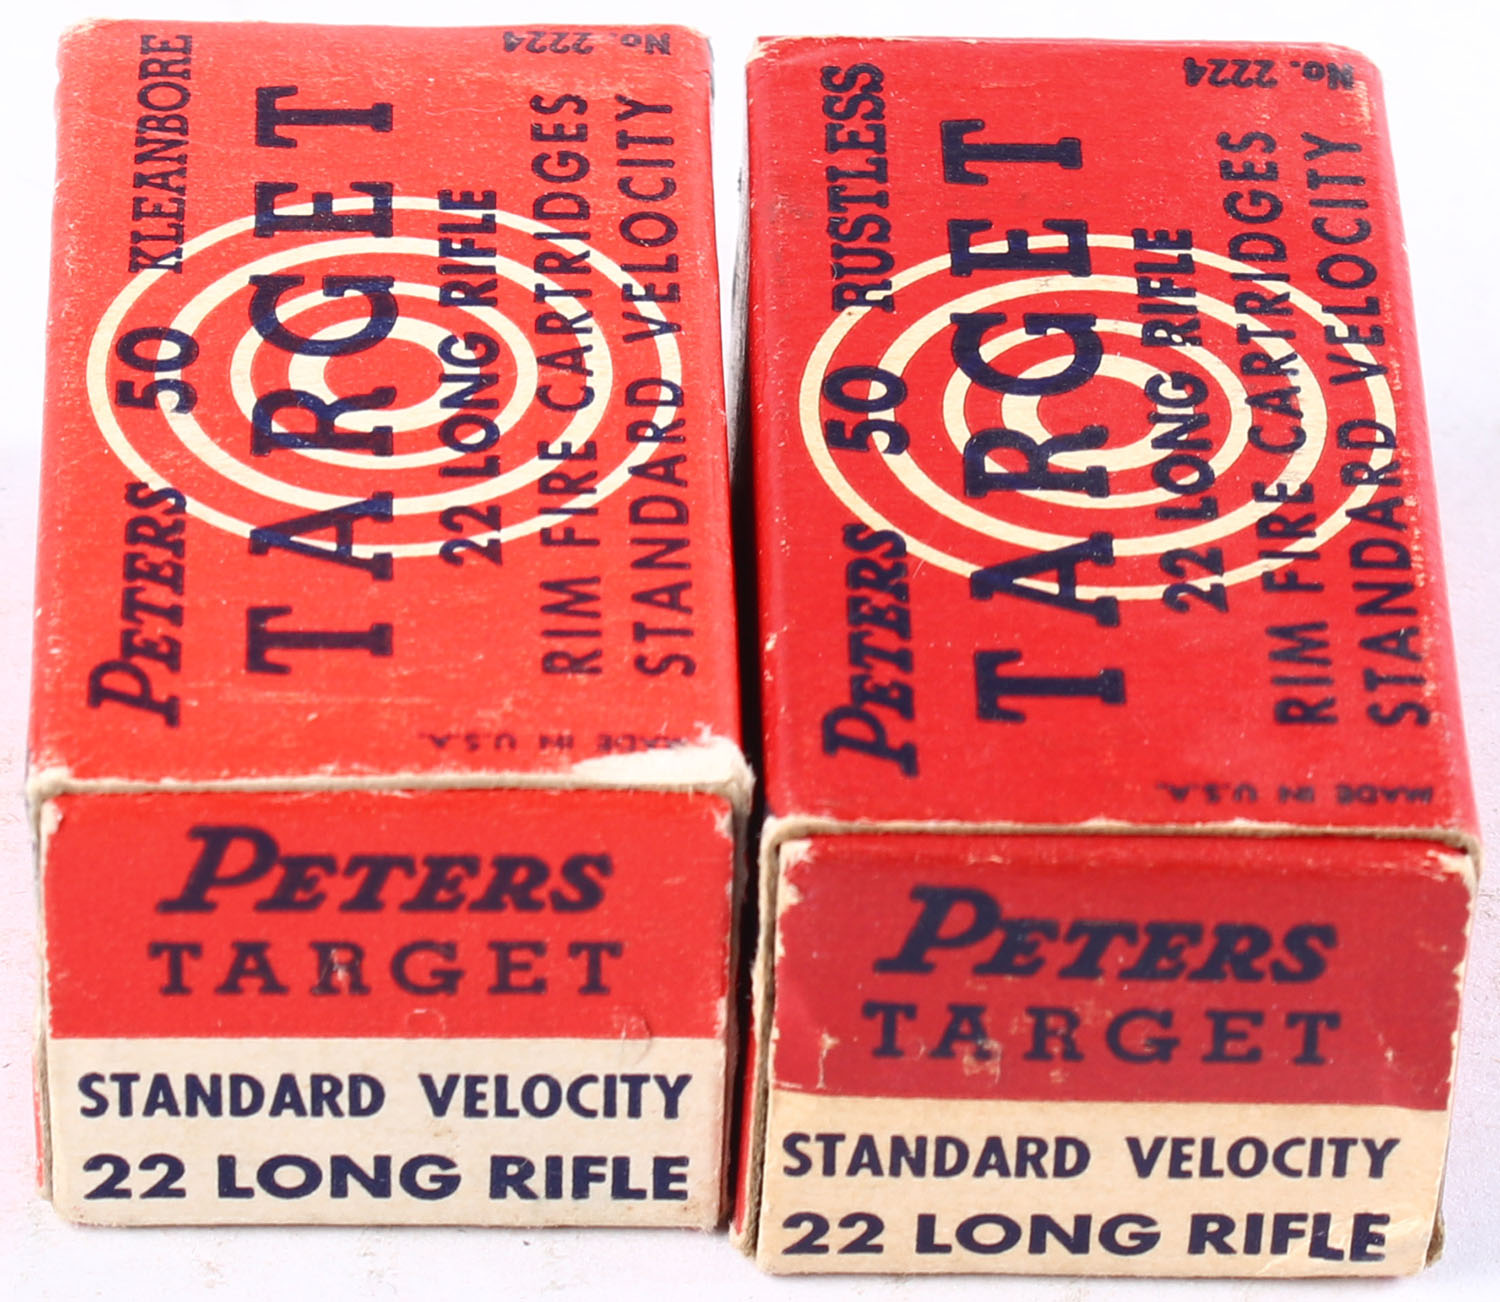 No. 2224
PETERS 50 KLEANBORE
TARGET
22 LONG RIFLE
RIM FIRE CARTRIDGES
STANDARD VELOCITY
MADE IN U.S.A.
PETERS
TARGET
STANDARD VELOCITY
22 LONG RIFLE
No. 2224
PETERS 50 RUSTLESS
TARGET
22 LONG RIFLE
RIM FIRE CARTRIDGES
STANDARD VELOCITY
MADE IN U.S.A.
PETERS
TARGET
STANDARD VELOCITY
22 LONG RIFLE